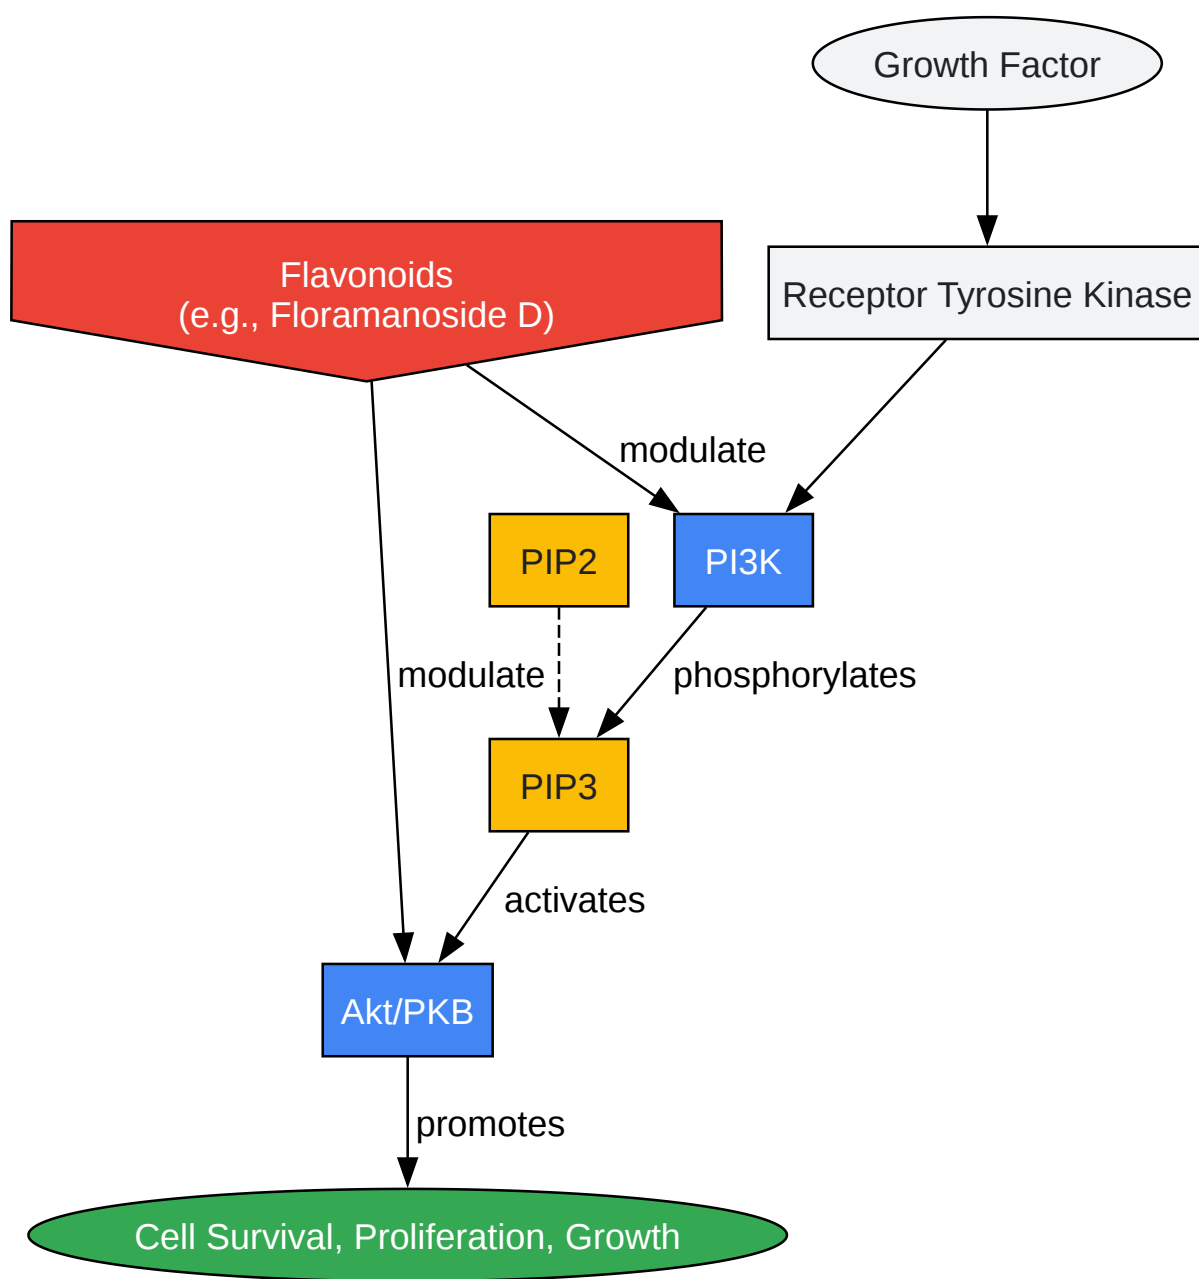 Growth Factor
Flavonoids
(e.g., Floramanoside D)
Receptor Tyrosine Kinase
modulate
PIP2
PI3K
modulate
phosphorylates
PIP3
activates
Akt/PKB
promotes
Cell Survival, Proliferation, Growth